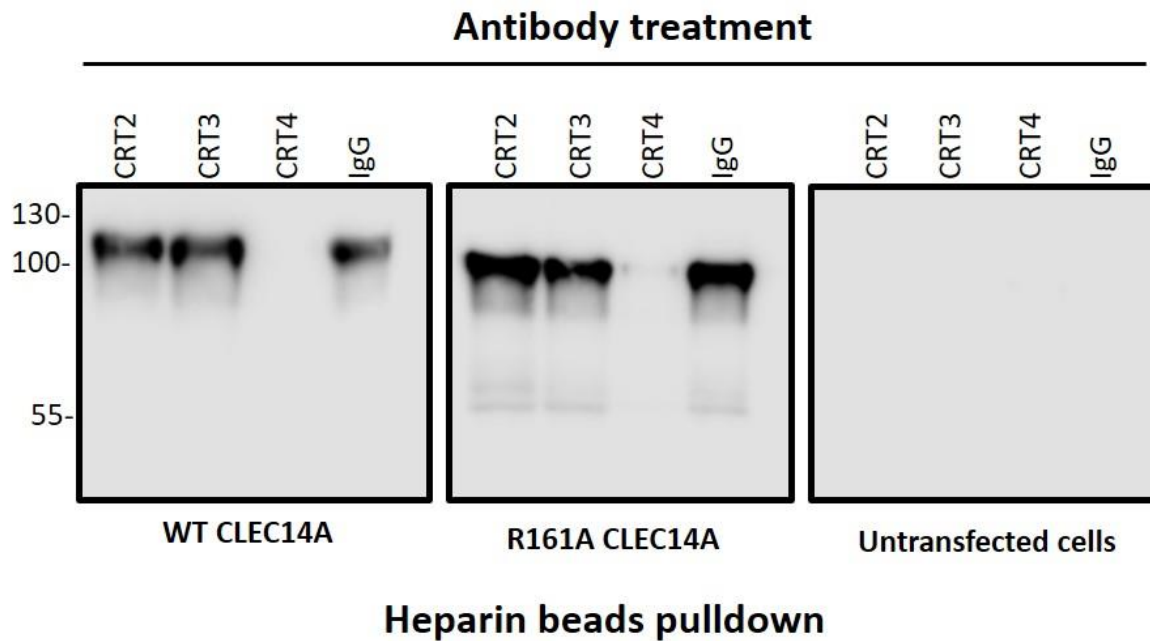 Antibody treatment
CRT2 CRT3 CRT4 IgG CRT2 CRT3 CRT4 IgG CRT2 CRT3 CRT4 IgG
130-
100-
55-
WT CLEC14A R161A CLEC14A Untransfected cells
Heparin beads pulldown